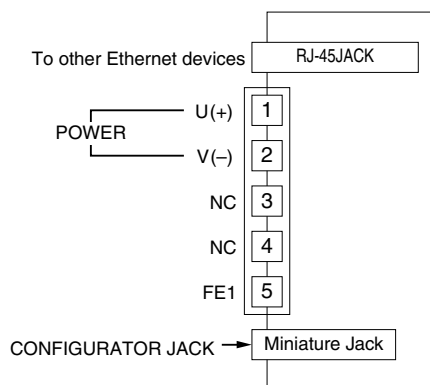 To other Ethernet devices RJ-45JACK
U(+) 1
POWER
V(–) 2
NC 3
NC 4
FE1 5
CONFIGURATOR JACK Miniature Jack